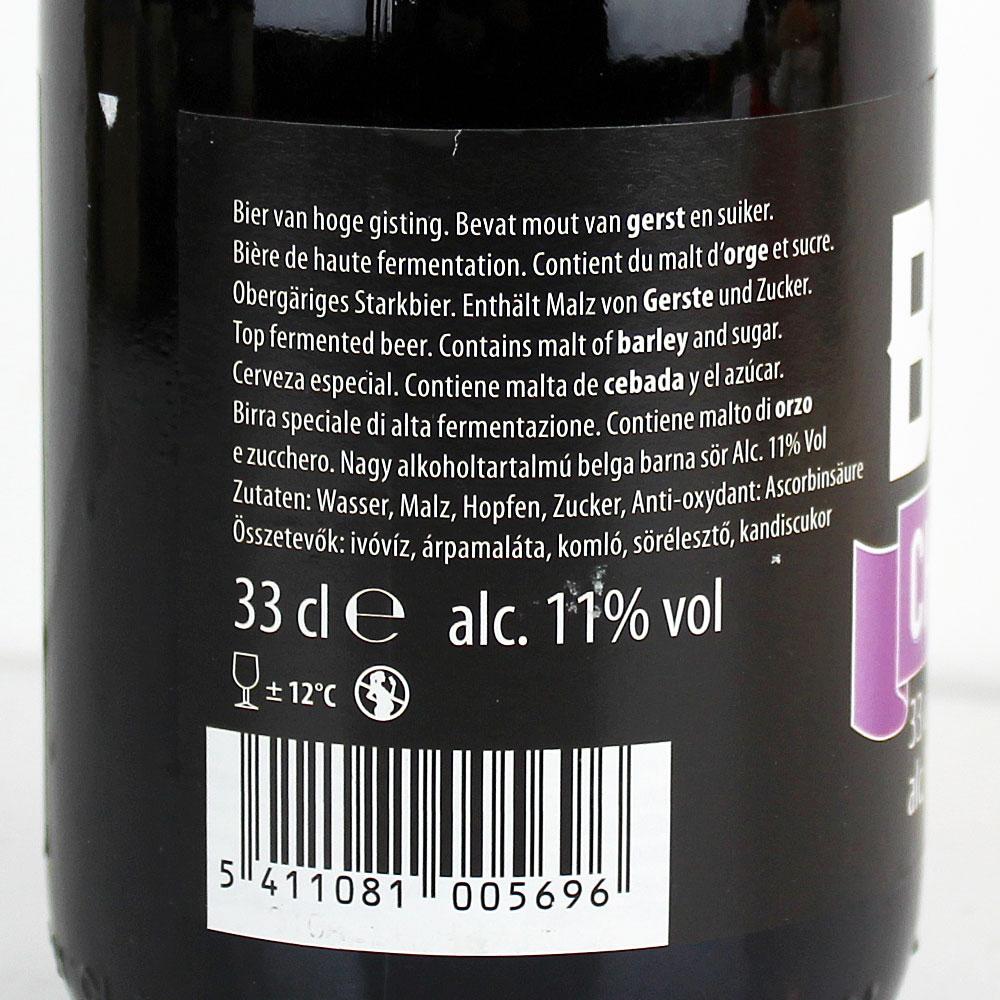 Bier van hoge gisting. Bevat mout van gerst en suiker.
Bière de haute fermentation. Contient du malt d'orge et sucre.
Obergäriges Starkbier. Enthält Malz von Gerste und Zucker.
Top fermented beer. Contains malt of barley and sugar.
Cerveza especial. Contiene malta de cebada y el azúcar.
Birra speciale di alta fermentazione. Contiene malto di orzo
e zucchero. Nagy alkoholtartalmú belga barna sör Alc. 11% Vol
Zutaten: Wasser, Malz, Hopfen, Zucker, Anti-oxydant: Ascorbinsäure
Összetevők: ivóvíz, árpamaláta, komló, sörélesztő, kandiscukor
33 cl e alc. 11% vol
± 12°C
5 411081 005696